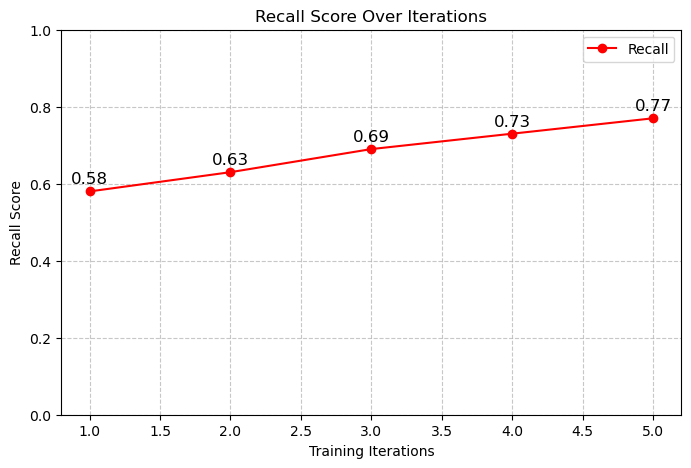 Recall Score Over Iterations
1.0
0.8
0.6
0.4
0.2
0.0
Recall Score
Recall
0.58
0.63
0.69
0.73
0.77
1.0 1.5 2.0 2.5 3.0 3.5 4.0 4.5 5.0
Training Iterations